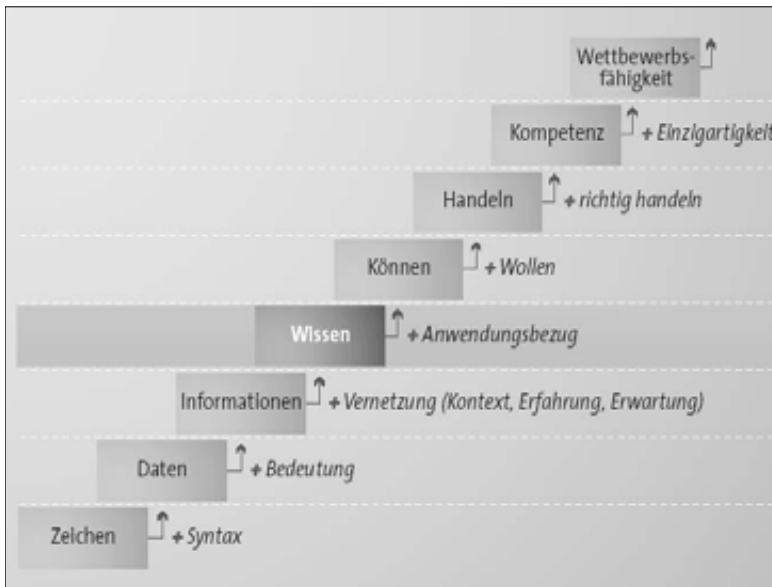 Wettbewerbs-
fähigkeit
Kompetenz + Einzigartigkeit
Handeln + richtig handeln
Können + Wollen
Wissen + Anwendungsbezug
Informationen + Vernetzung (Kontext, Erfahrung, Erwartung)
Daten + Bedeutung
Zeichen + Syntax